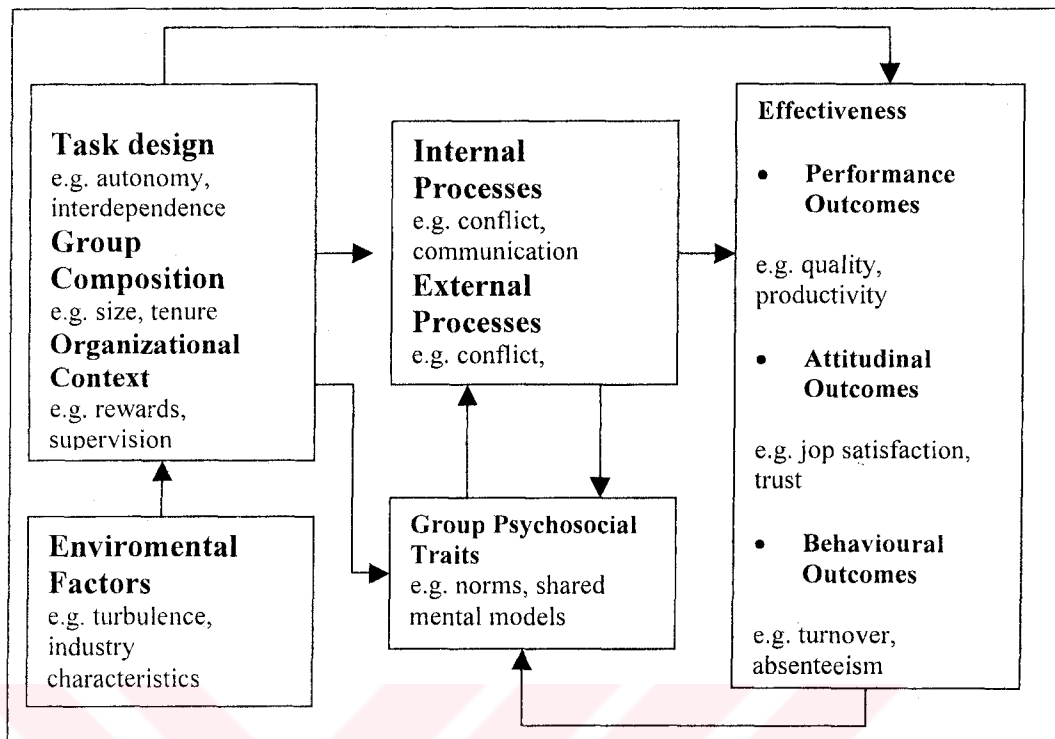 Task design
e.g. autonomy,
interdependence
Group
Composition
e.g. size, tenure
Organizational
Context
e.g. rewards,
supervision
Enviromental
Factors
e.g. turbulence,
industry
characteristics
Internal
Processes
e.g. conflict,
communication
External
Processes
e.g. conflict,
Group Psychosocial
Traits
e.g. norms, shared
mental models
Effectiveness
• Performance
Outcomes
e.g. quality,
productivity
• Attitudinal
Outcomes
e.g. jop satisfaction,
trust
• Behavioural
Outcomes
e.g. turnover,
absenteeism